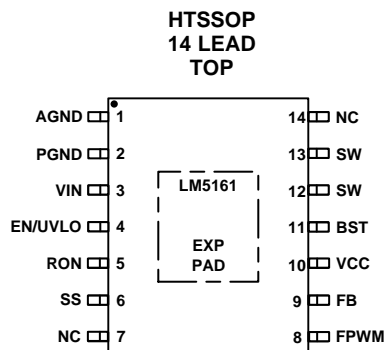 HTSSOP
14 LEAD
TOP
AGND 1 14 NC
PGND 2 13 SW
VIN 3 LM5161 12 SW
EN/UVLO 4 11 BST
RON 5 EXP PAD 10 VCC
SS 6 9 FB
NC 7 8 FPWM